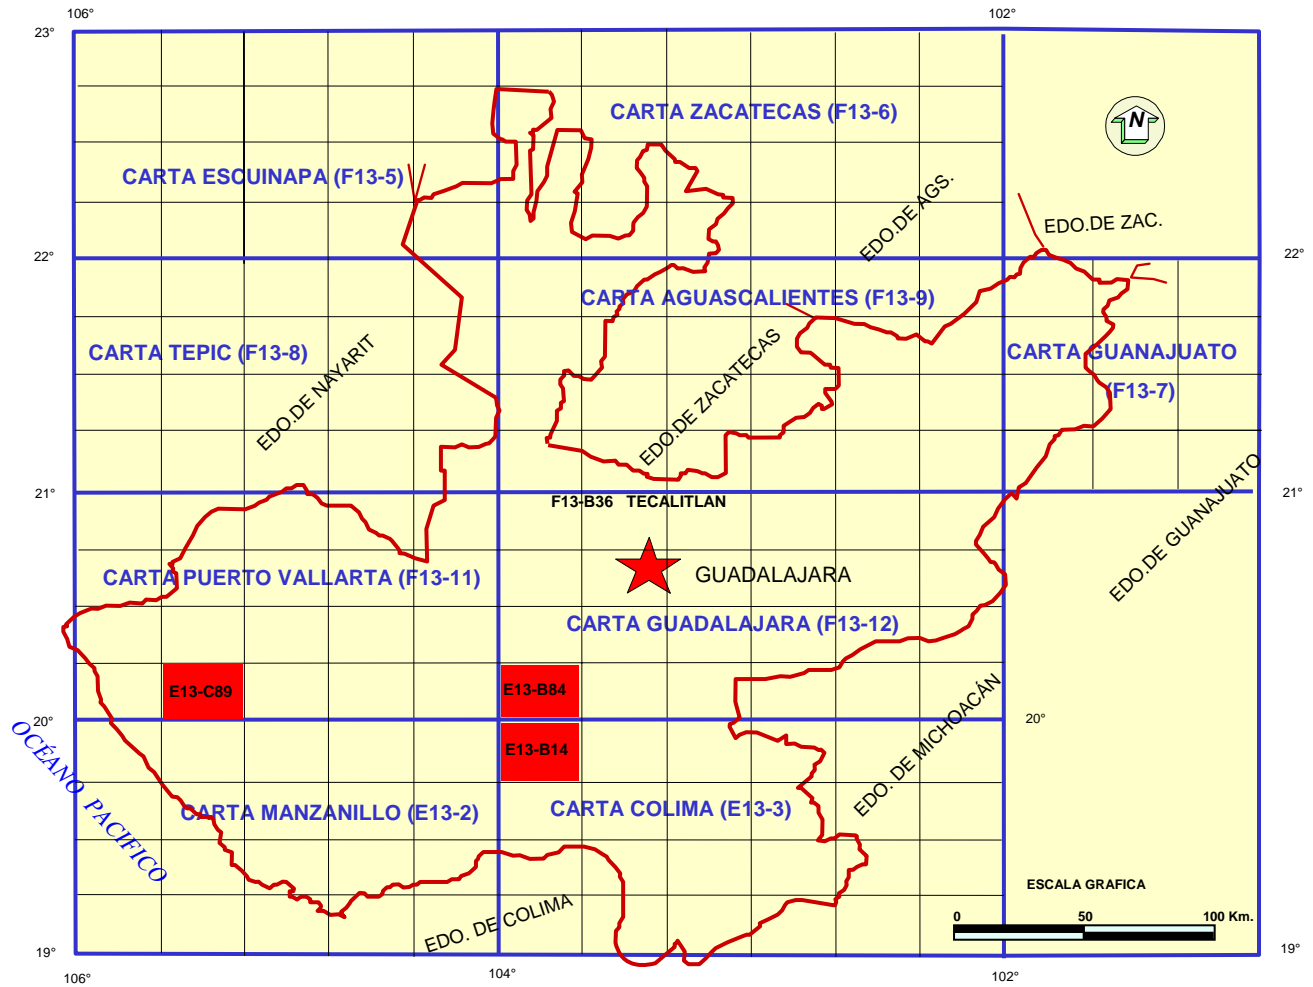 106°
102°
23°
CARTA ZACATECAS (F13-6)
N
CARTA ESCUINAPA (F13-5)
EDO.DE AGS.
EDO.DE ZAC.
22°
22°
CARTA AGUASCALIENTES (F13-9)
CARTA TEPIC (F13-8)
EDO.DE NAYARIT
EDO.DE ZACATECAS
CARTA GUANAJUATO
(F13-7)
21°
21°
F13-B36 TECALITLAN
EDO.DE GUANAJUATO
GUADALAJARA
CARTA PUERTO VALLARTA (F13-11)
CARTA GUADALAJARA (F13-12)
E13-C89
E13-B84
20°
20°
EDO. DE MICHOACÁN
E13-B14
OCÉANO PACIFICO
CARTA MANZANILLO (E13-2)
CARTA COLIMA (E13-3)
ESCALA GRAFICA
EDO. DE COLIMA
0 50 100 Km.
19°
19°
106°
104°
102°